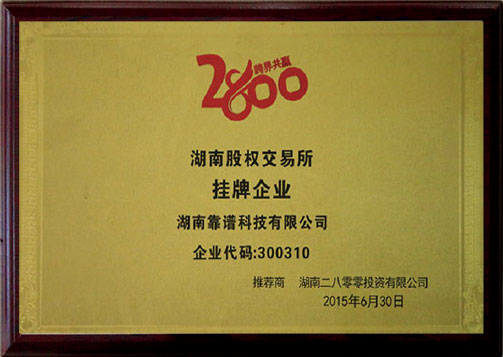 2800 跨界共赢
湖南股权交易所
挂牌企业
湖南靠谱科技有限公司
企业代码:300310
推荐商 湖南二八零零投资有限公司
2015年6月30日